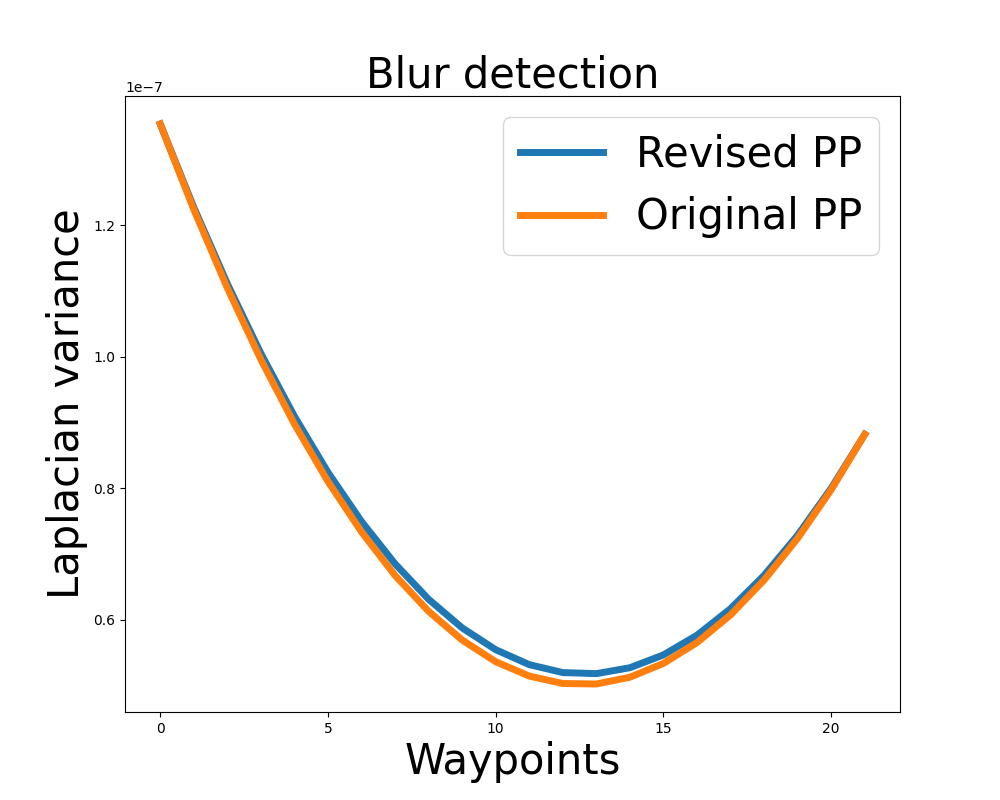 Blur detection
1e−7
Revised PP
Original PP
Laplacian variance
1.2
1.0
0.8
0.6
0 5 10 15 20
Waypoints